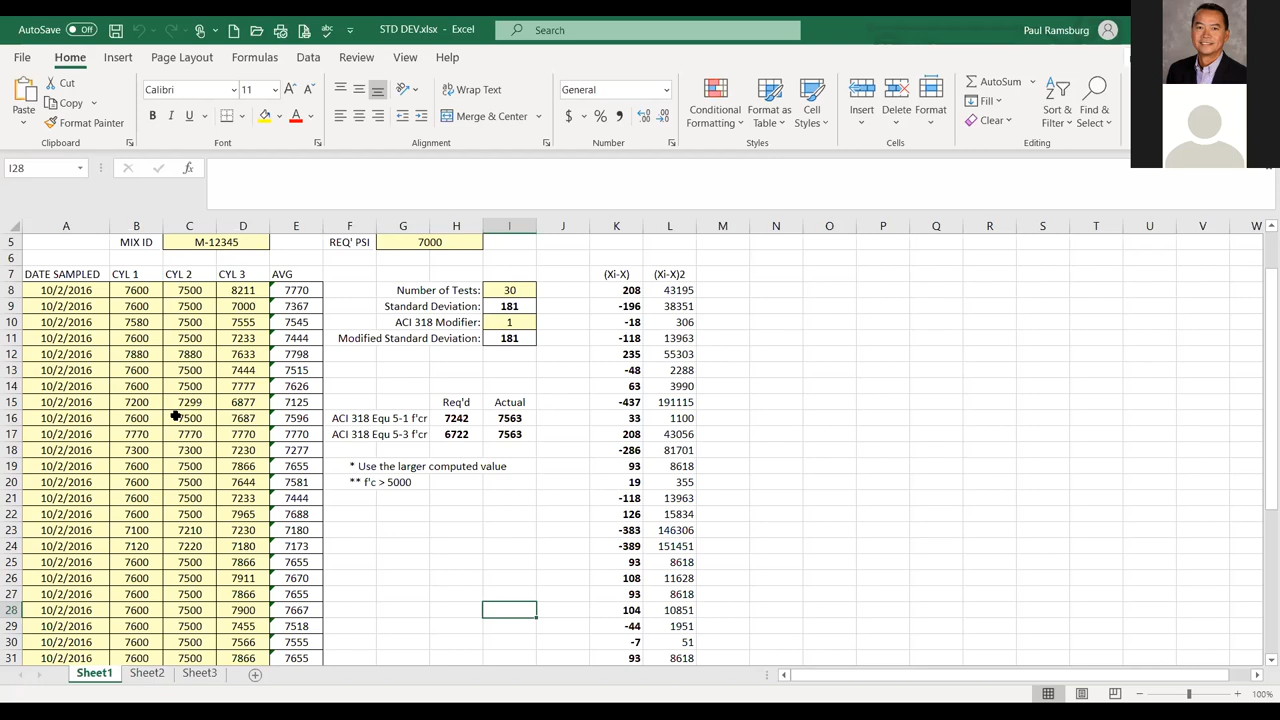 AutoSave Off STD DEV.xlsx - Excel Search Paul Ramsburg
File Home Insert Page Layout Formulas Data Review View Help
Cut Calibri 11 A A Wrap Text General AutoSum
Paste Copy Fill
Format Painter B I U A Merge & Center $ % , Conditional Formatting Format as Table Cell Styles Insert Delete Format Clear Sort & Filter Find & Select
Clipboard Font Alignment Number Styles Cells Editing
I28 fx
A B C D E F G H I J K L M N O P Q R S T U V W
5 MIX ID M-12345 REQ' PSI 7000
6
7 DATE SAMPLED CYL 1 CYL 2 CYL 3 AVG (Xi-X) (Xi-X)2
8 10/2/2016 7600 7500 8211 7770 Number of Tests: 30 208 43195
9 10/2/2016 7600 7500 7000 7367 Standard Deviation: 181 -196 38351
10 10/2/2016 7580 7500 7555 7545 ACI 318 Modifier: 1 -18 306
11 10/2/2016 7600 7500 7233 7444 Modified Standard Deviation: 181 -118 13963
12 10/2/2016 7880 7880 7633 7798 235 55303
13 10/2/2016 7600 7500 7444 7515 -48 2288
14 10/2/2016 7600 7500 7777 7626 63 3990
15 10/2/2016 7200 7299 6877 7125 Req'd Actual -437 191115
16 10/2/2016 7600 7500 7687 7596 ACI 318 Equ 5-1 f'cr 7242 7563 33 1100
17 10/2/2016 7770 7770 7770 7770 ACI 318 Equ 5-3 f'cr 6722 7563 208 43056
18 10/2/2016 7300 7300 7230 7277 -286 81701
19 10/2/2016 7600 7500 7866 7655 * Use the larger computed value 93 8618
20 10/2/2016 7600 7500 7644 7581 ** f'c > 5000 19 355
21 10/2/2016 7600 7500 7233 7444 -118 13963
22 10/2/2016 7600 7500 7965 7688 126 15834
23 10/2/2016 7100 7210 7230 7180 -383 146306
24 10/2/2016 7120 7220 7180 7173 -389 151451
25 10/2/2016 7600 7500 7866 7655 93 8618
26 10/2/2016 7600 7500 7911 7670 108 11628
27 10/2/2016 7600 7500 7866 7655 93 8618
28 10/2/2016 7600 7500 7900 7667 104 10851
29 10/2/2016 7600 7500 7455 7518 -44 1951
30 10/2/2016 7600 7500 7566 7555 -7 51
31 10/2/2016 7600 7500 7866 7655 93 8618
Sheet1 Sheet2 Sheet3
100%